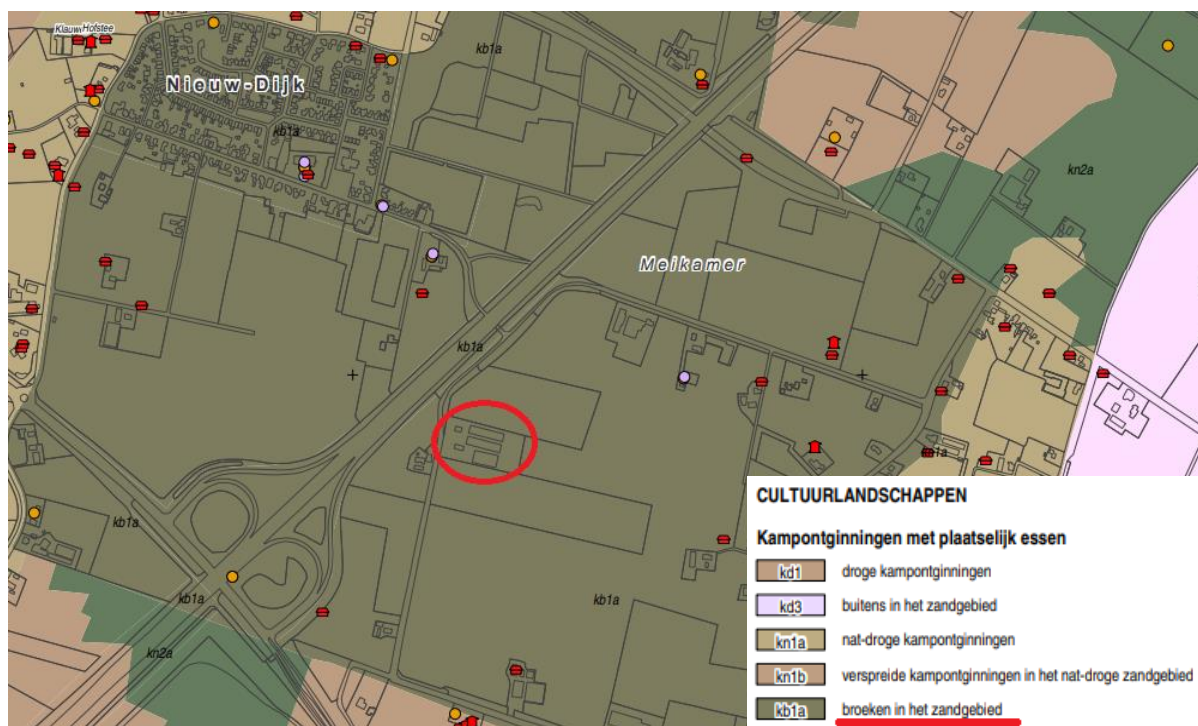 Klauw Hofstee
kb1a
Nieuw-Dijk
kb1a
kn2a
Meikamer
kb1a
kn1a
kb1a
kb1a
kb1a
kn2a
CULTUURLANDSCHAPPEN
Kampontginningen met plaatselijk essen
kd1 droge kampontginningen
kd3 buitens in het zandgebied
kn1a nat-droge kampontginningen
kn1b verspreide kampontginningen in het nat-droge zandgebied
kb1a broeken in het zandgebied